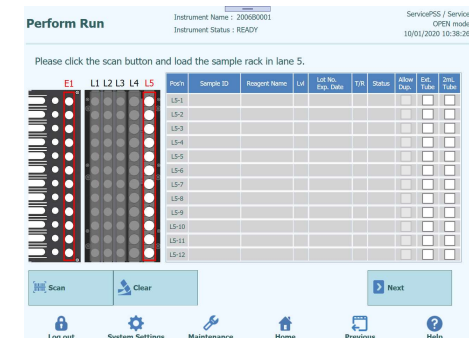 Perform Run
Instrument Name : 2006B0001
Instrument Status : READY
ServicePSS / Service
OPEN mode
10/01/2020 10:38:26
Please click the scan button and load the sample rack in lane 5.
E1 L1 L2 L3 L4 L5
Pos'n Sample ID Reagent Name Lvl Lot No. Exp. Date T/R Status Allow Dup. Ext. Tube 2mL Tube
L5-1
L5-2
L5-3
L5-4
L5-5
L5-6
L5-7
L5-8
L5-9
L5-10
L5-11
L5-12
Scan Clear Next
Log out System Settings Maintenance Home Previous Help